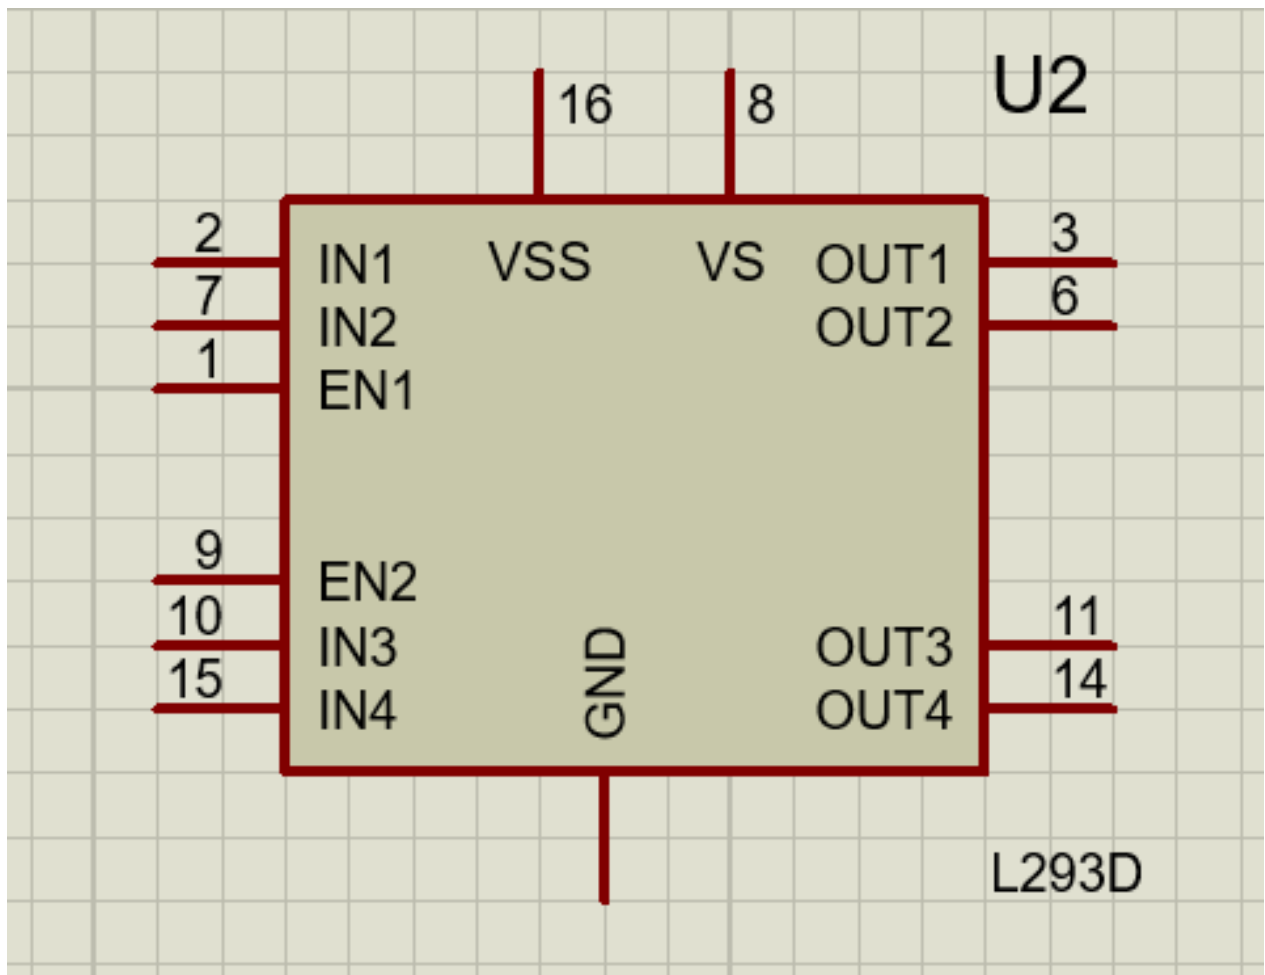 U2
16 8
2 IN1 VSS VS OUT1 3
7 IN2 OUT2 6
1 EN1
9 EN2
10 IN3 OUT3 11
15 IN4 GND OUT4 14
L293D